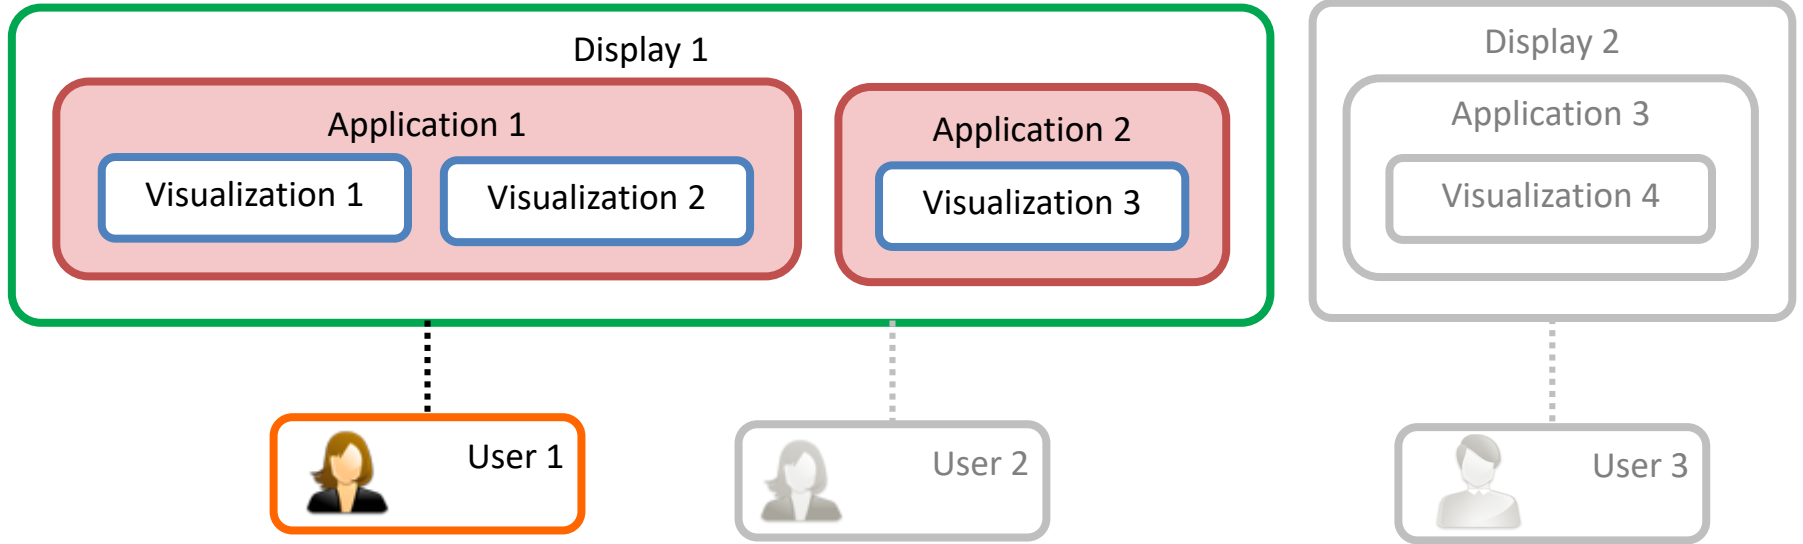 Display 1
Application 1
Visualization 1
Visualization 2
Application 2
Visualization 3
Display 2
Application 3
Visualization 4
User 1
User 2
User 3